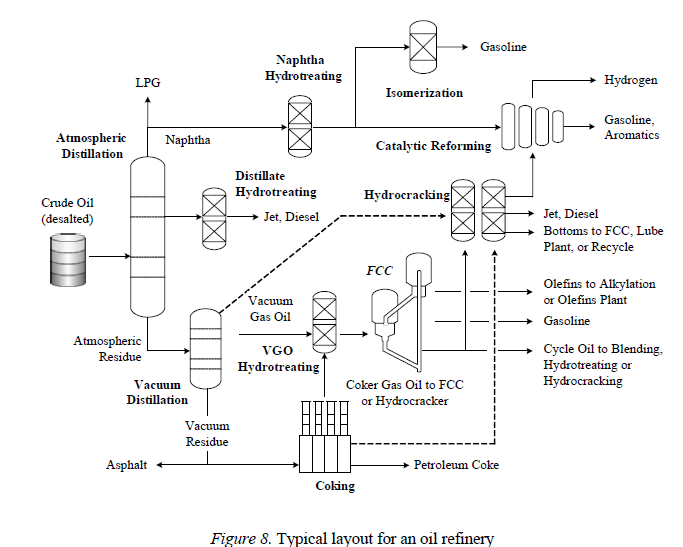 Naphtha
Hydrotreating
Gasoline
LPG
Isomerization
Hydrogen
Atmospheric
Distillation
Naphtha
Catalytic Reforming
Gasoline,
Aromatics
Distillate
Hydrotreating
Hydrocracking
Crude Oil
(desalted)
Jet, Diesel
Jet, Diesel
Bottoms to FCC, Lube
Plant, or Recycle
FCC
Vacuum
Gas Oil
Olefins to Alkylation
or Olefins Plant
Gasoline
Atmospheric
Residue
VGO
Hydrotreating
Cycle Oil to Blending,
Hydrotreating or
Hydrocracking
Vacuum
Distillation
Coker Gas Oil to FCC
or Hydrocracker
Vacuum
Residue
Asphalt
Petroleum Coke
Coking
Figure 8. Typical layout for an oil refinery